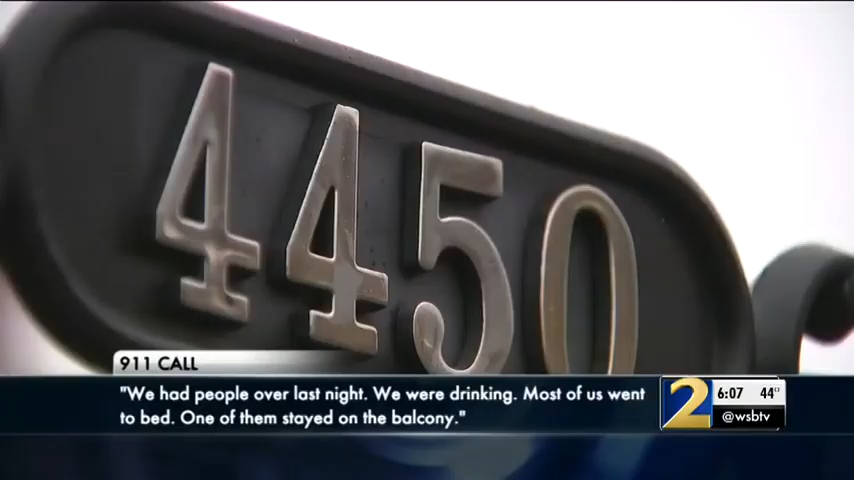 4450
911 CALL
"We had people over last night. We were drinking. Most of us went
to bed. One of them stayed on the balcony."
2
6:07 44°
@wsbtv